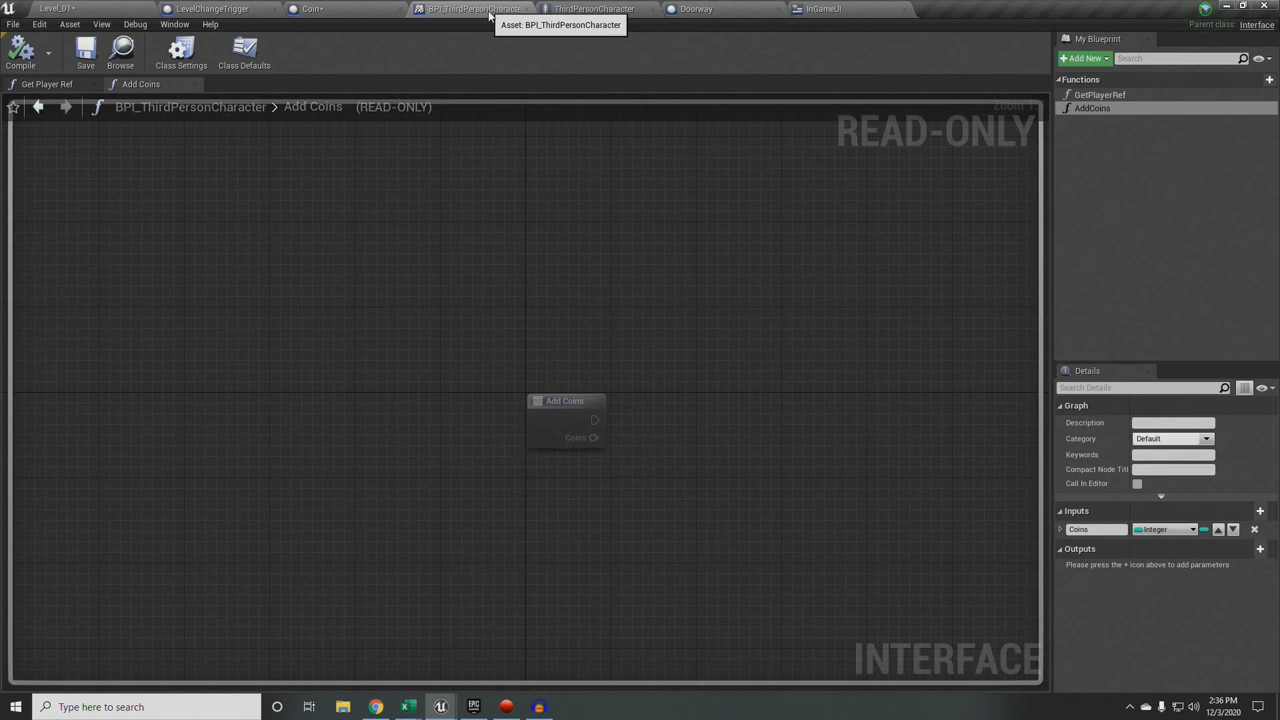 Level_01•
LevelChangeTrigger
Coin•
BPI_ThirdPersonCharacte
ThirdPersonCharacter
Doorway
InGameUI
File Edit Asset View Debug Window Help
Asset: BPI_ThirdPersonCharacter
Parent class: Interface
Compile
Save
Browse
Class Settings
Class Defaults
My Blueprint
Add New
Search
Get Player Ref
Add Coins
Functions
GetPlayerRef
AddCoins
BPI_ThirdPersonCharacter > Add Coins (READ-ONLY)
READ-ONLY
Add Coins
Coins
Details
Search Details
Graph
Description
Category Default
Keywords
Compact Node Titl
Call In Editor
Inputs
Coins Integer
Outputs
Please press the + icon above to add parameters
INTERFACE
Type here to search
EPIC
2:36 PM
12/3/2020